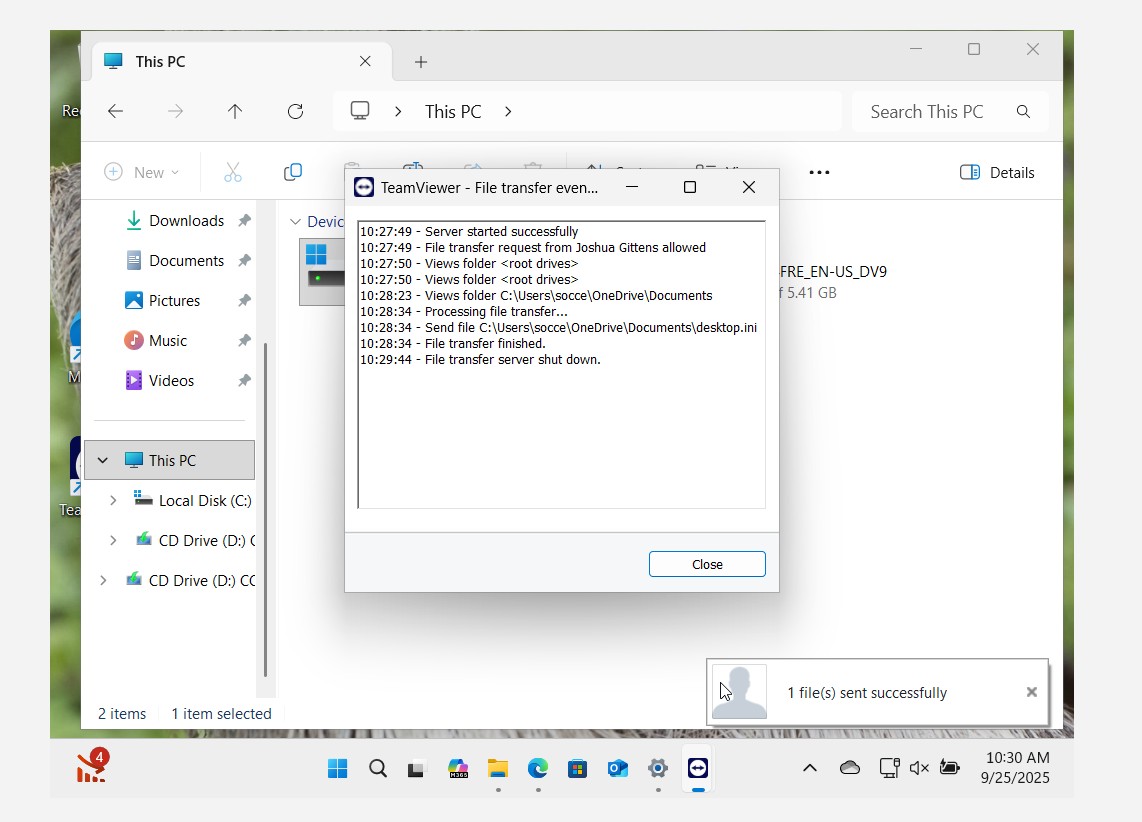 This PC
Re
This PC
Search This PC
New
Details
Downloads
Documents
Pictures
Music
Videos
This PC
Local Disk (C:)
CD Drive (D:) C
CD Drive (D:) CC
Devic
FRE_EN-US_DV9
f 5.41 GB
M
Tea
TeamViewer - File transfer even...
10:27:49 - Server started successfully
10:27:49 - File transfer request from Joshua Gittens allowed
10:27:50 - Views folder <root drives>
10:27:50 - Views folder <root drives>
10:28:23 - Views folder C:\Users\socce\OneDrive\Documents
10:28:34 - Processing file transfer...
10:28:34 - Send file C:\Users\socce\OneDrive\Documents\desktop.ini
10:28:34 - File transfer finished.
10:29:44 - File transfer server shut down.
Close
1 file(s) sent successfully
2 items 1 item selected
4
M365
10:30 AM
9/25/2025